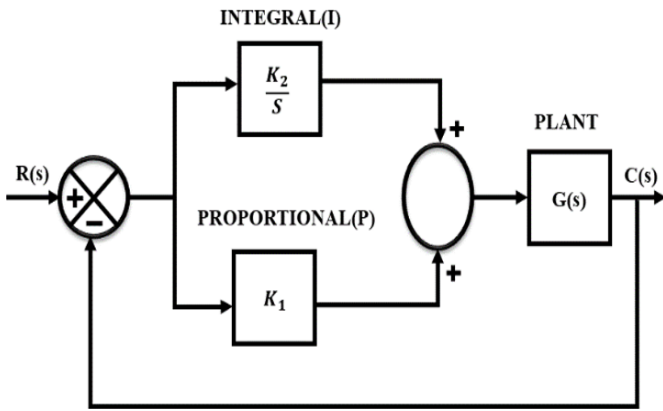 INTEGRAL(I)
K₂
S
+
PLANT
R(s)
+
−
G(s)
C(s)
PROPORTIONAL(P)
K₁
+